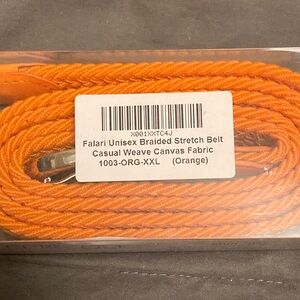 X001XXTC4J
Falari Unisex Braided Stretch Belt
Casual Weave Canvas Fabric
1003-ORG-XXL (Orange)